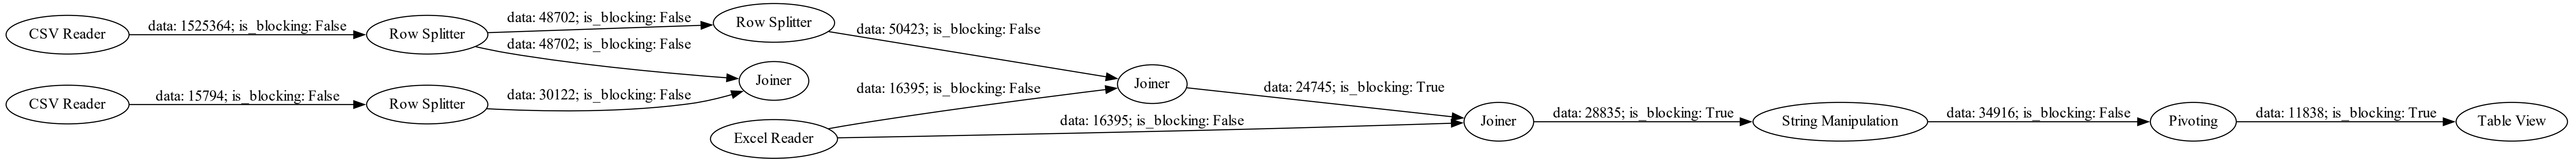 CSV Reader
data: 1525364; is_blocking: False
Row Splitter
data: 48702; is_blocking: False
Row Splitter
data: 48702; is_blocking: False
data: 50423; is_blocking: False
CSV Reader
data: 15794; is_blocking: False
Row Splitter
data: 30122; is_blocking: False
Joiner
Excel Reader
data: 16395; is_blocking: False
Joiner
data: 24745; is_blocking: True
data: 16395; is_blocking: False
Joiner
data: 28835; is_blocking: True
String Manipulation
data: 34916; is_blocking: False
Pivoting
data: 11838; is_blocking: True
Table View